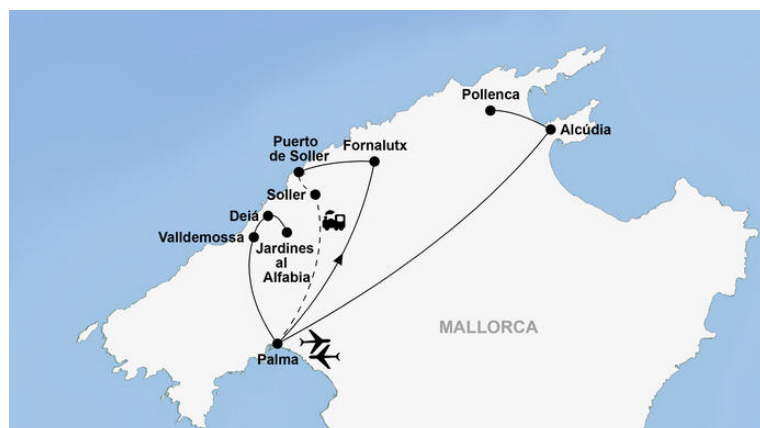 Pollenca
Alcúdia
Puerto
de Soller
Fornalutx
Soller
Deiá
Valldemossa
Jardines
al
Alfabia
MALLORCA
Palma